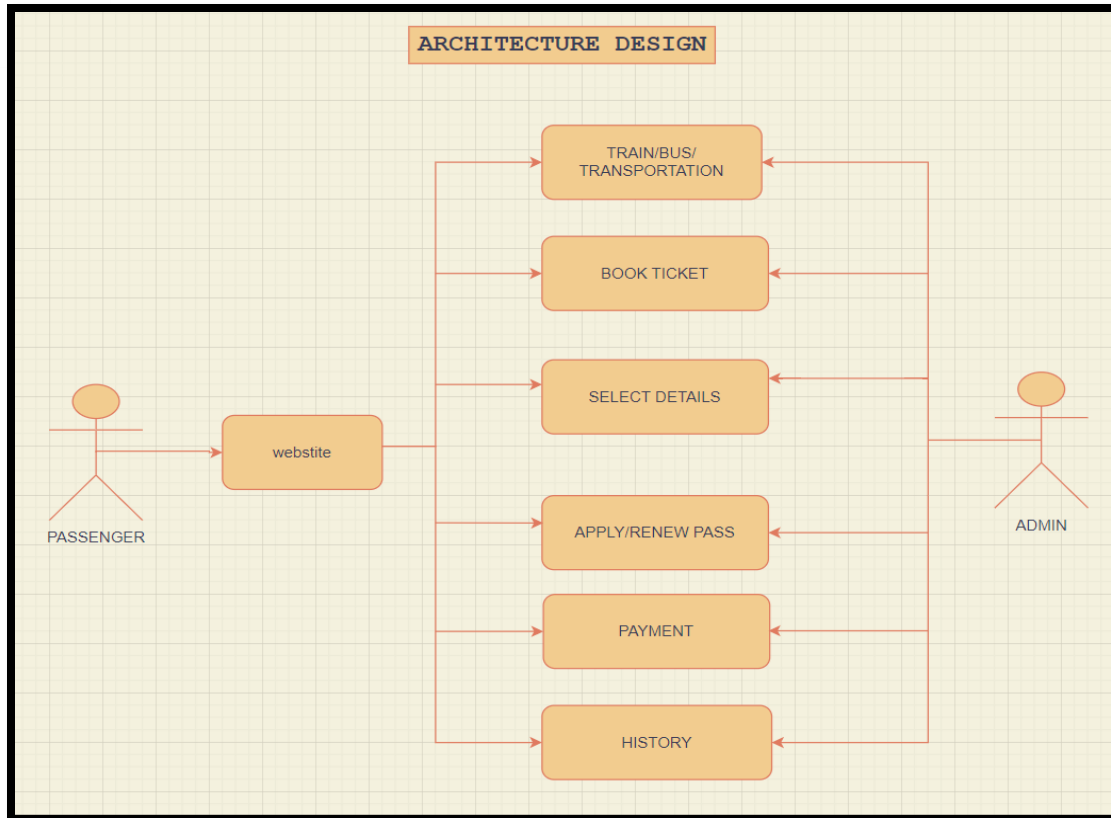 ARCHITECTURE DESIGN
TRAIN/BUS/
TRANSPORTATION
BOOK TICKET
SELECT DETAILS
webstite
APPLY/RENEW PASS
PASSENGER
ADMIN
PAYMENT
HISTORY